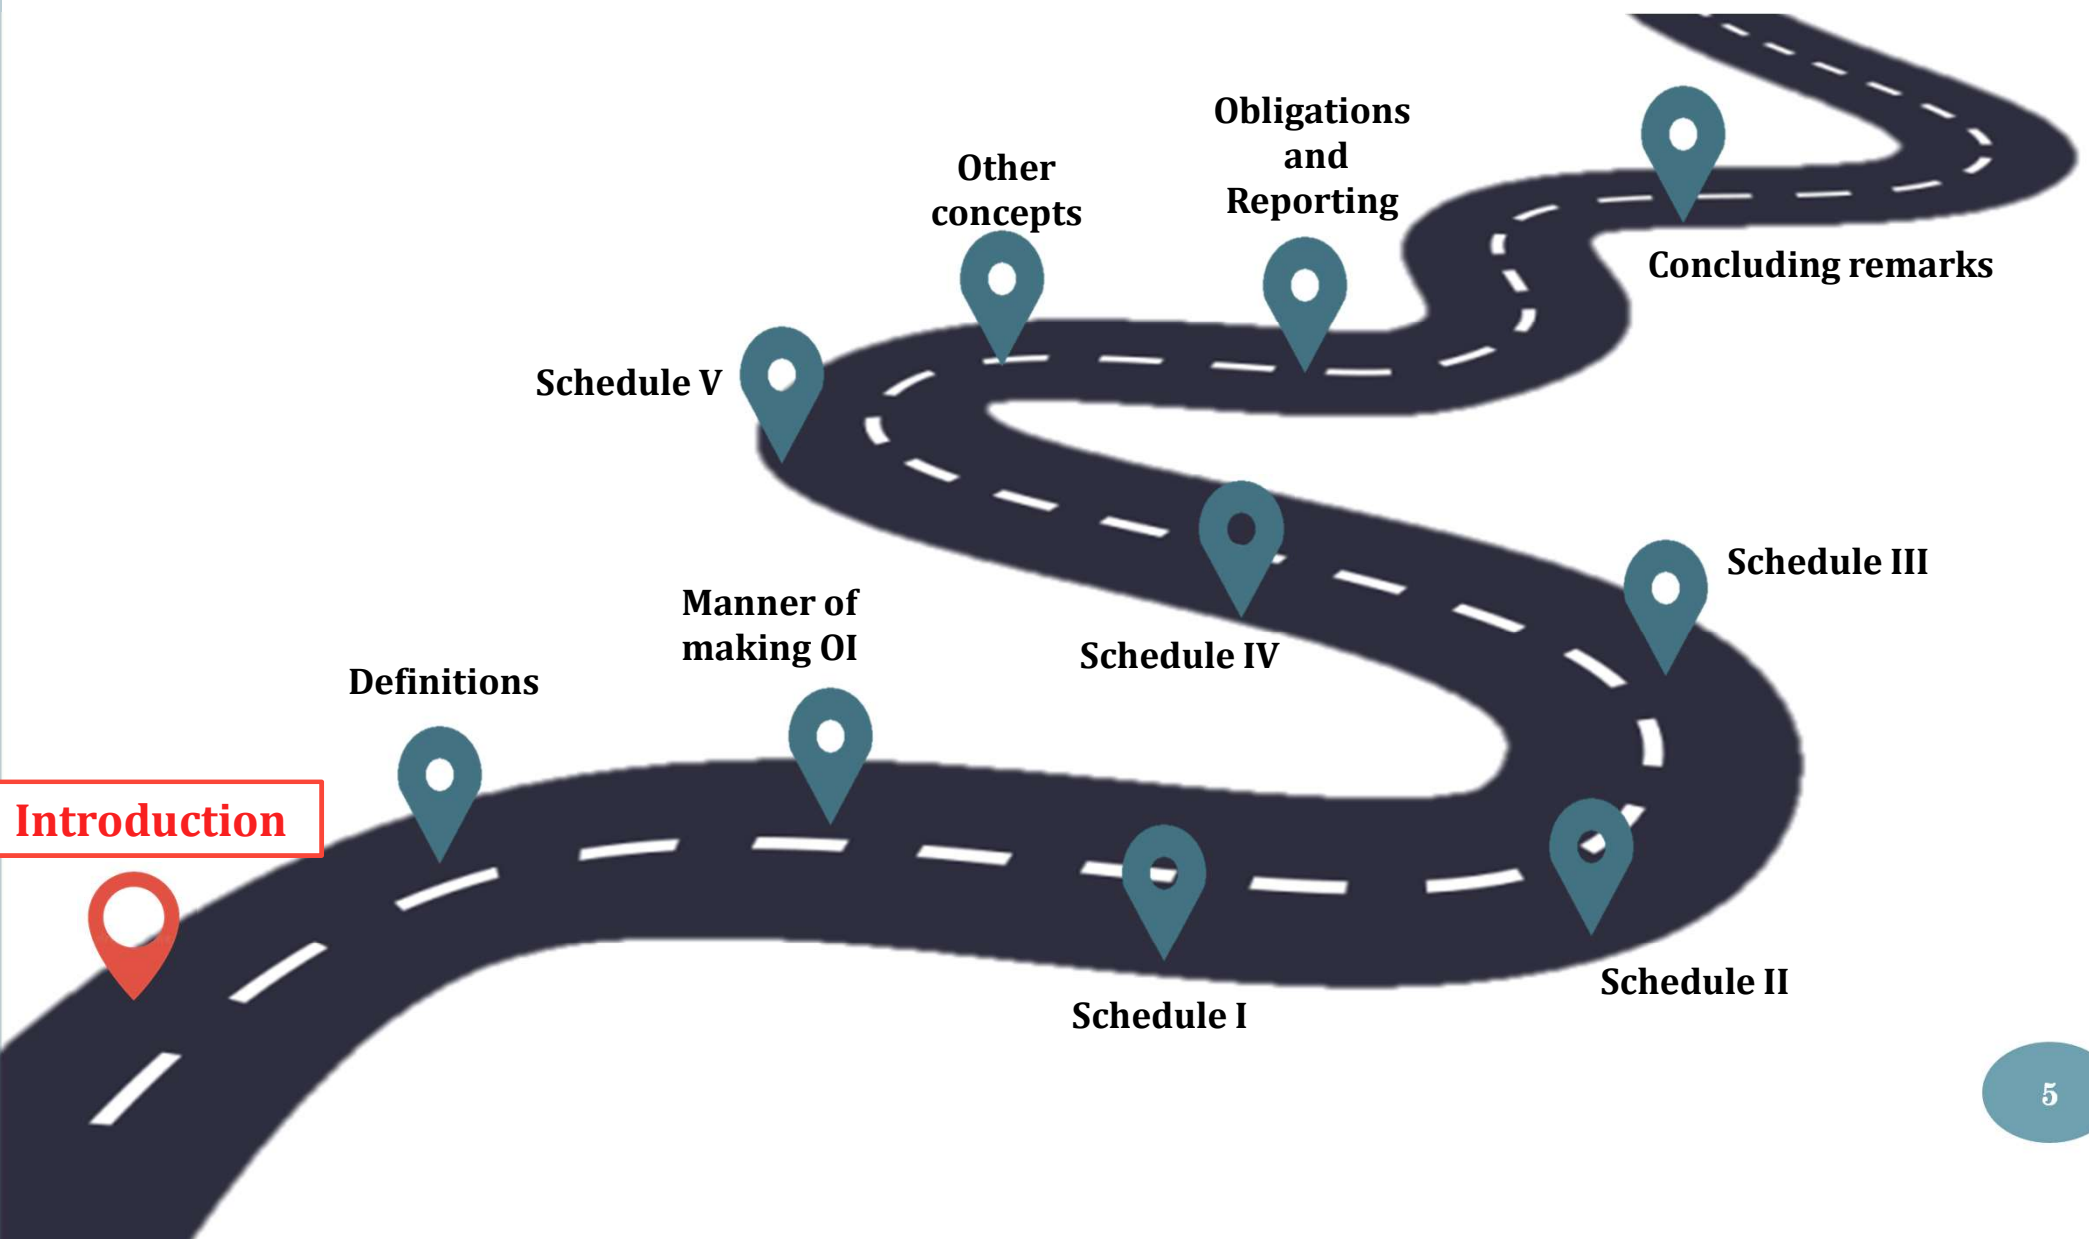 Introduction
Definitions
Manner of
making OI
Schedule I
Schedule II
Schedule III
Schedule IV
Schedule V
Other
concepts
Obligations
and
Reporting
Concluding remarks
5